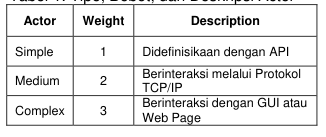 Tabel 1. Tipe, Bobot, dan Deskripsi Actor
Actor Weight Description
Simple 1 Didefinisikaan dengan API
Medium 2 Berinteraksi melalui Protokol
TCP/IP
Complex 3 Berinteraksi dengan GUI atau
Web Page